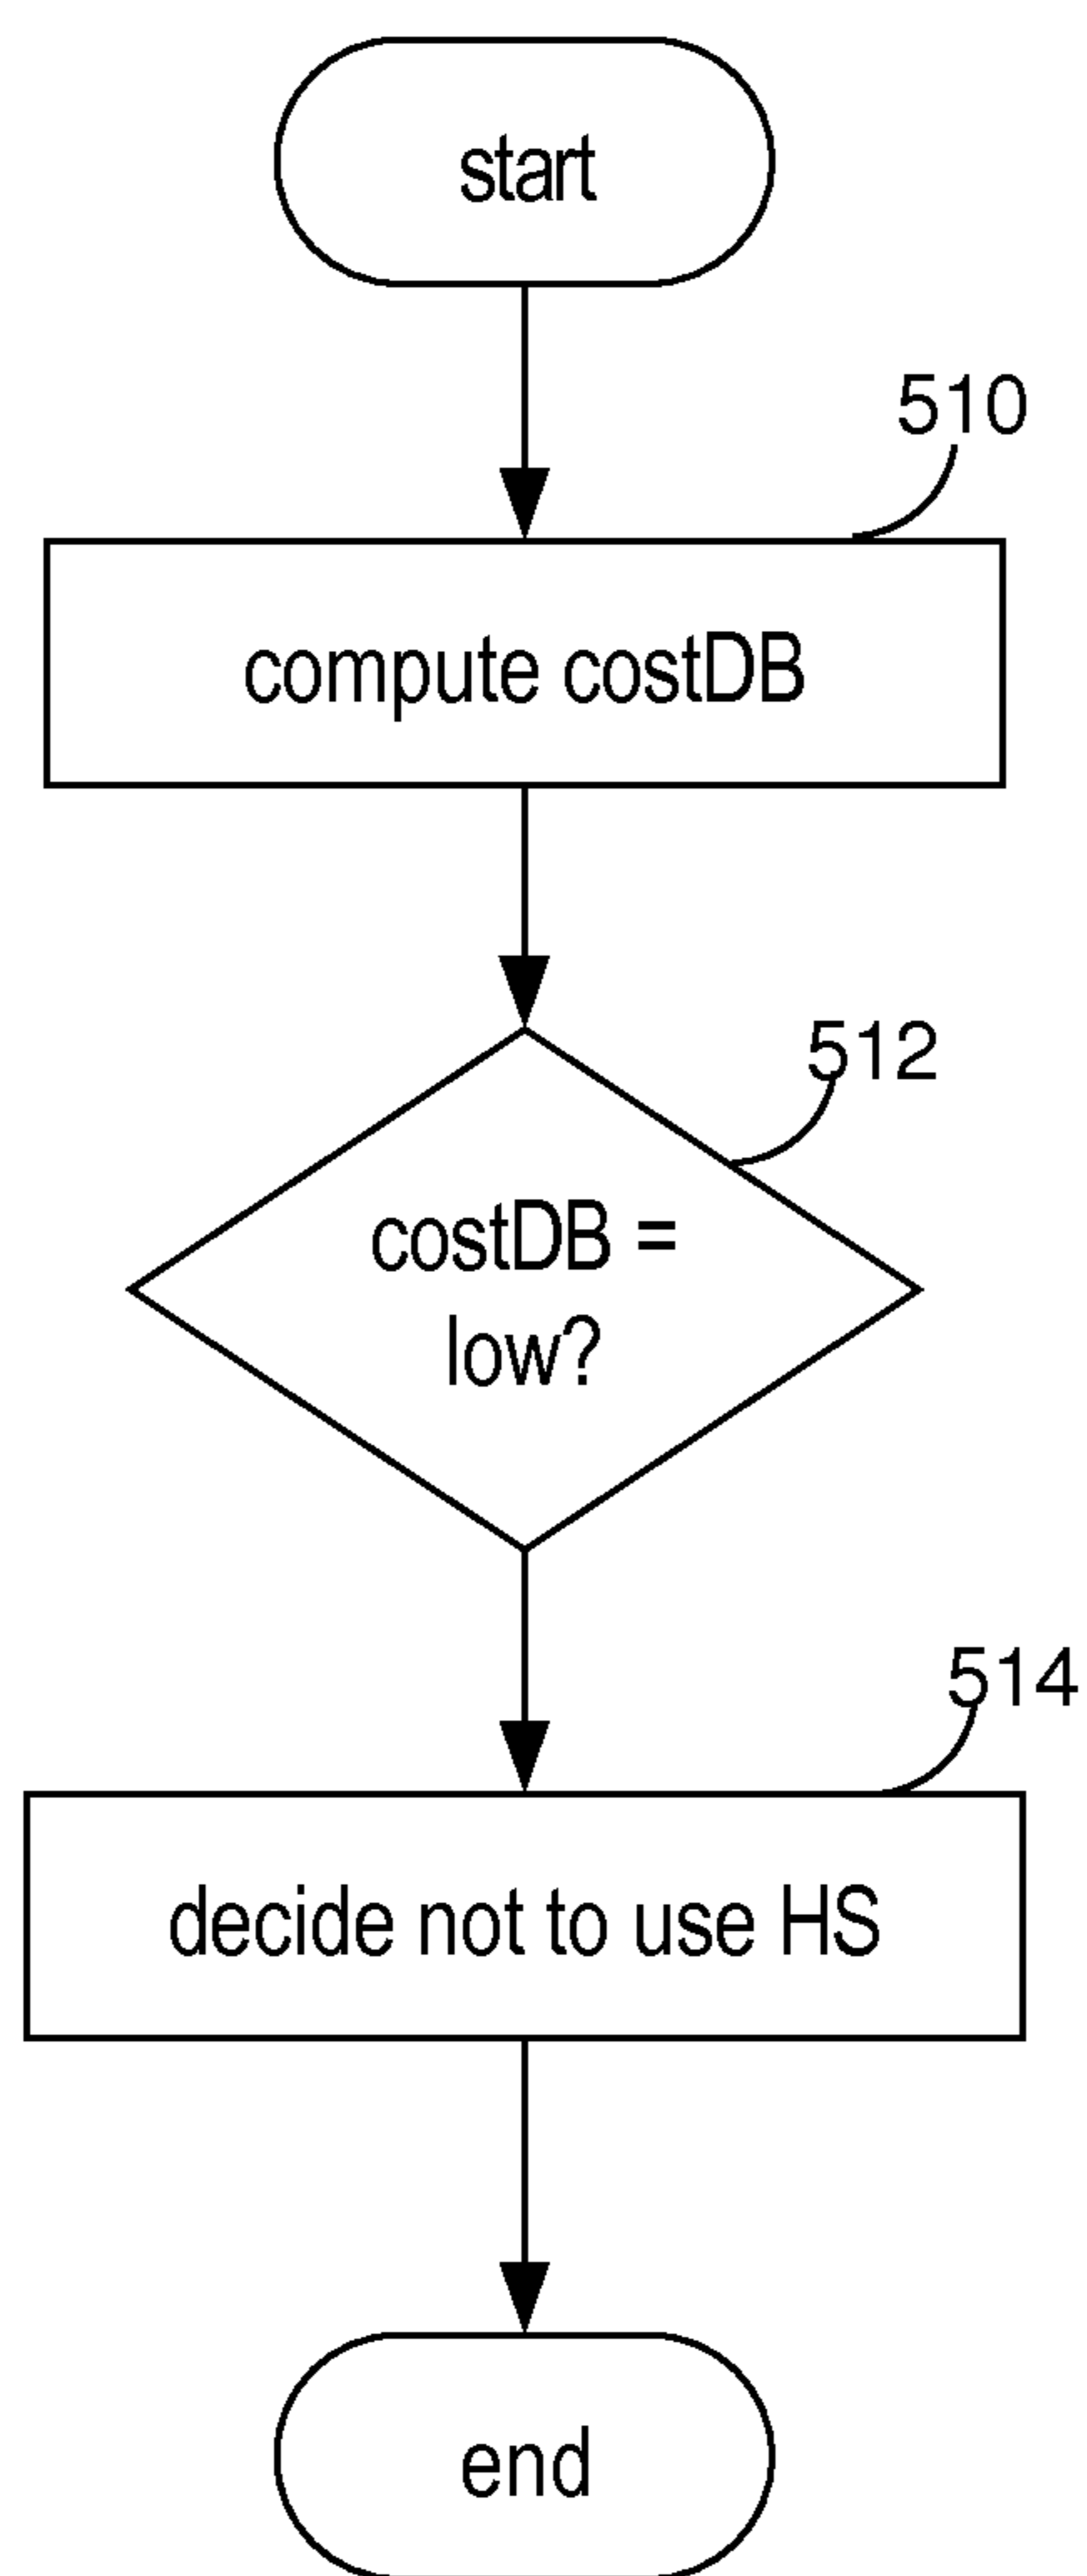 start
510
compute costDB
512
costDB =
low?
514
decide not to use HS
end